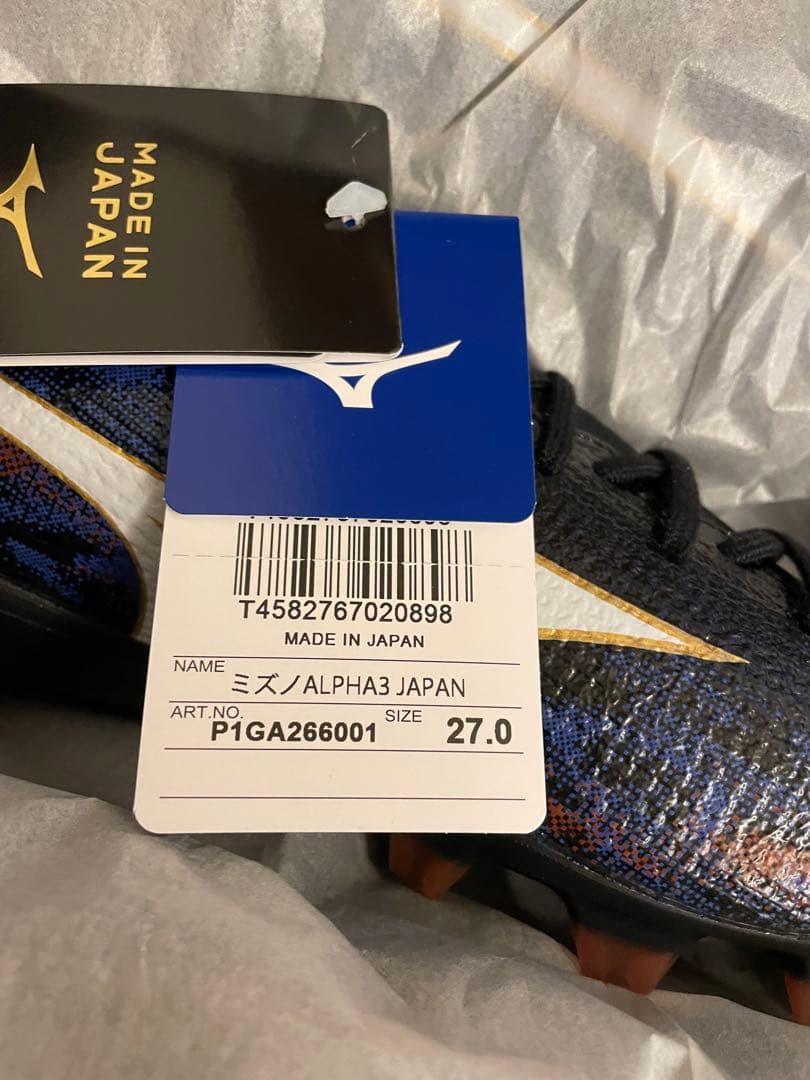 MADE IN
JAPAN
T4582767020898
MADE IN JAPAN
NAME ミズノALPHA3 JAPAN
ART.NO. P1GA266001 SIZE 27.0